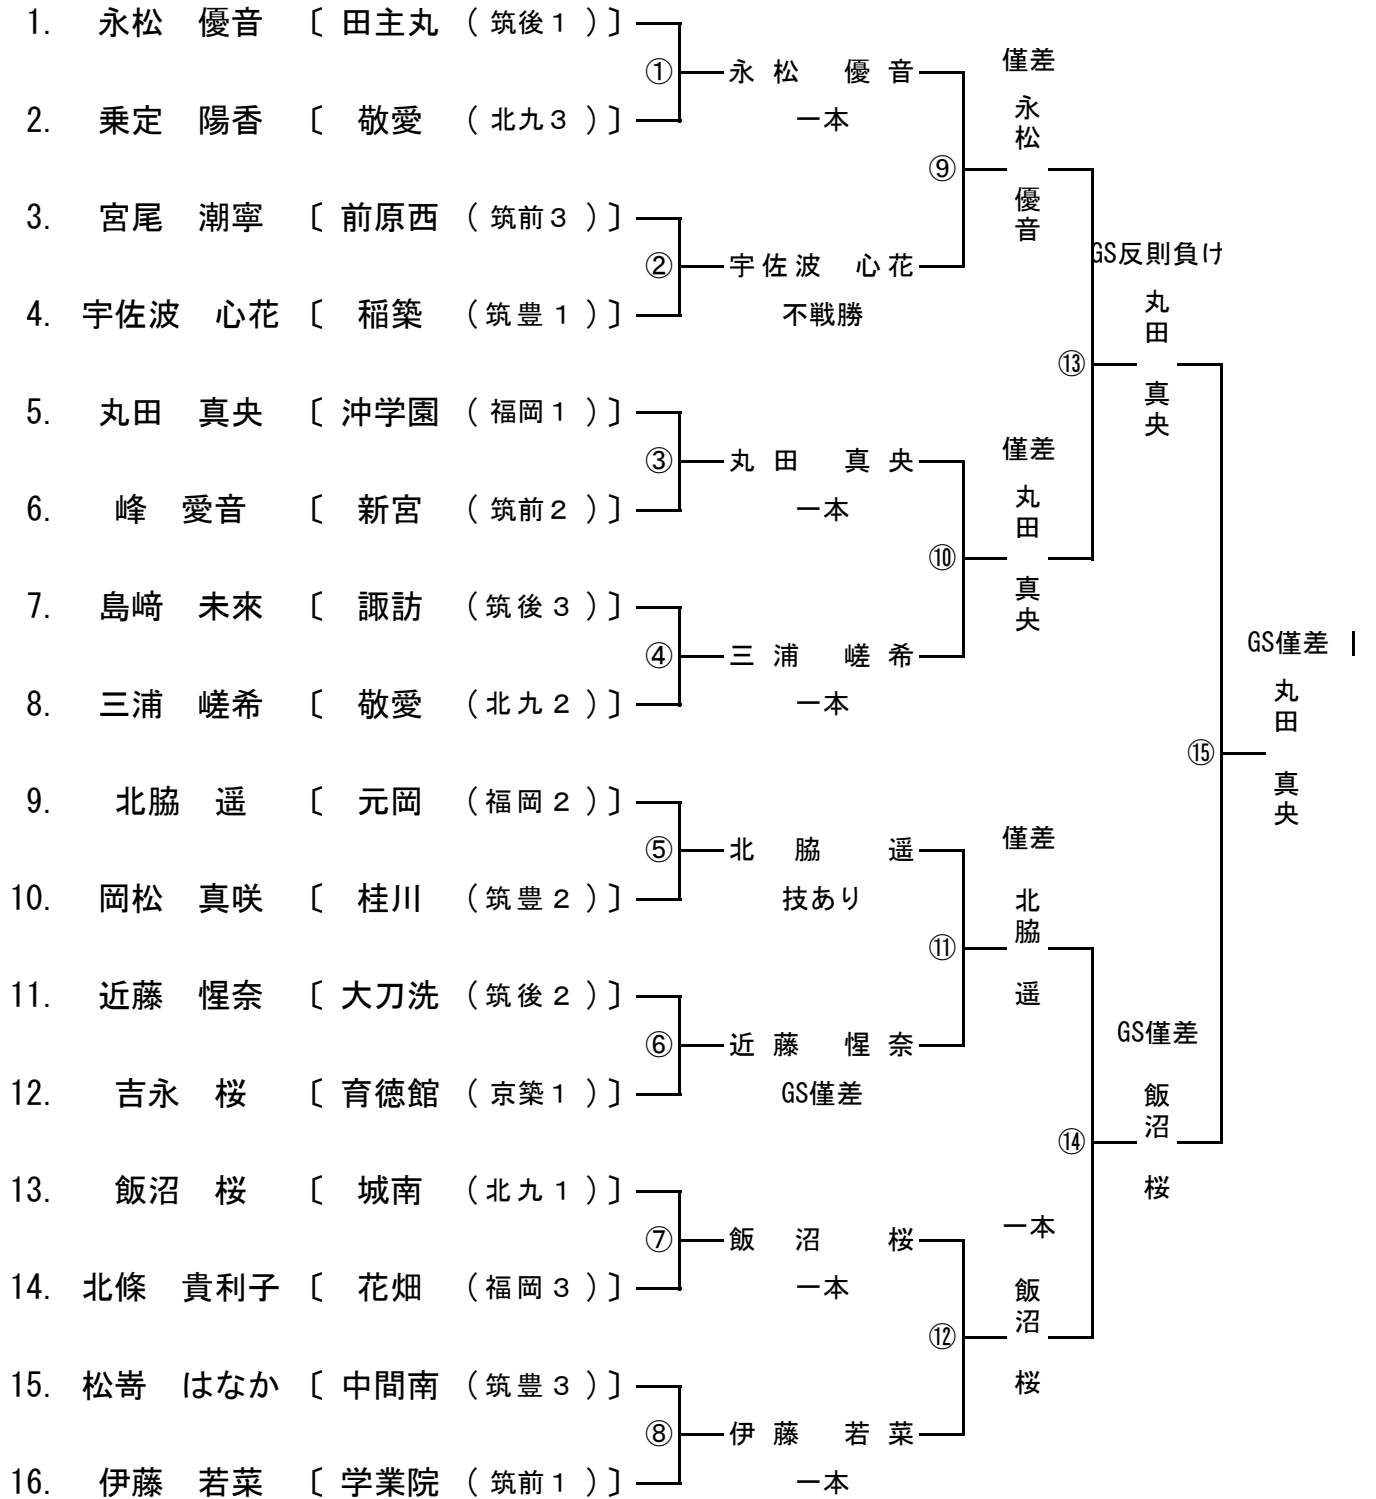 1. 永松 優音 〔 田主丸 （筑後１）〕
① 永松 優音
一本
2. 乗定 陽香 〔 敬愛 （北九３）〕
僅差
永松 優音
⑨
3. 宮尾 潮寧 〔 前原西 （筑前３）〕
② 宇佐波 心花
不戦勝
4. 宇佐波 心花 〔 稲築 （筑豊１）〕
GS反則負け
丸田 真央
⑬
5. 丸田 真央 〔 沖学園 （福岡１）〕
③ 丸田 真央
一本
6. 峰 愛音 〔 新宮 （筑前２）〕
僅差
丸田 真央
⑩
7. 島﨑 未來 〔 諏訪 （筑後３）〕
④ 三浦 嵯希
一本
8. 三浦 嵯希 〔 敬愛 （北九２）〕
GS僅差
丸田 真央
⑮
9. 北脇 遥 〔 元岡 （福岡２）〕
⑤ 北脇 遥
技あり
10. 岡松 真咲 〔 桂川 （筑豊２）〕
僅差
北脇 遥
⑪
11. 近藤 惺奈 〔 大刀洗 （筑後２）〕
⑥ 近藤 惺奈
GS僅差
12. 吉永 桜 〔 育徳館 （京築１）〕
GS僅差
飯沼 桜
⑭
13. 飯沼 桜 〔 城南 （北九１）〕
⑦ 飯沼 桜
一本
14. 北條 貴利子 〔 花畑 （福岡３）〕
一本
飯沼 桜
⑫
15. 松嵜 はなか 〔 中間南 （筑豊３）〕
⑧ 伊藤 若菜
一本
16. 伊藤 若菜 〔 学業院 （筑前１）〕